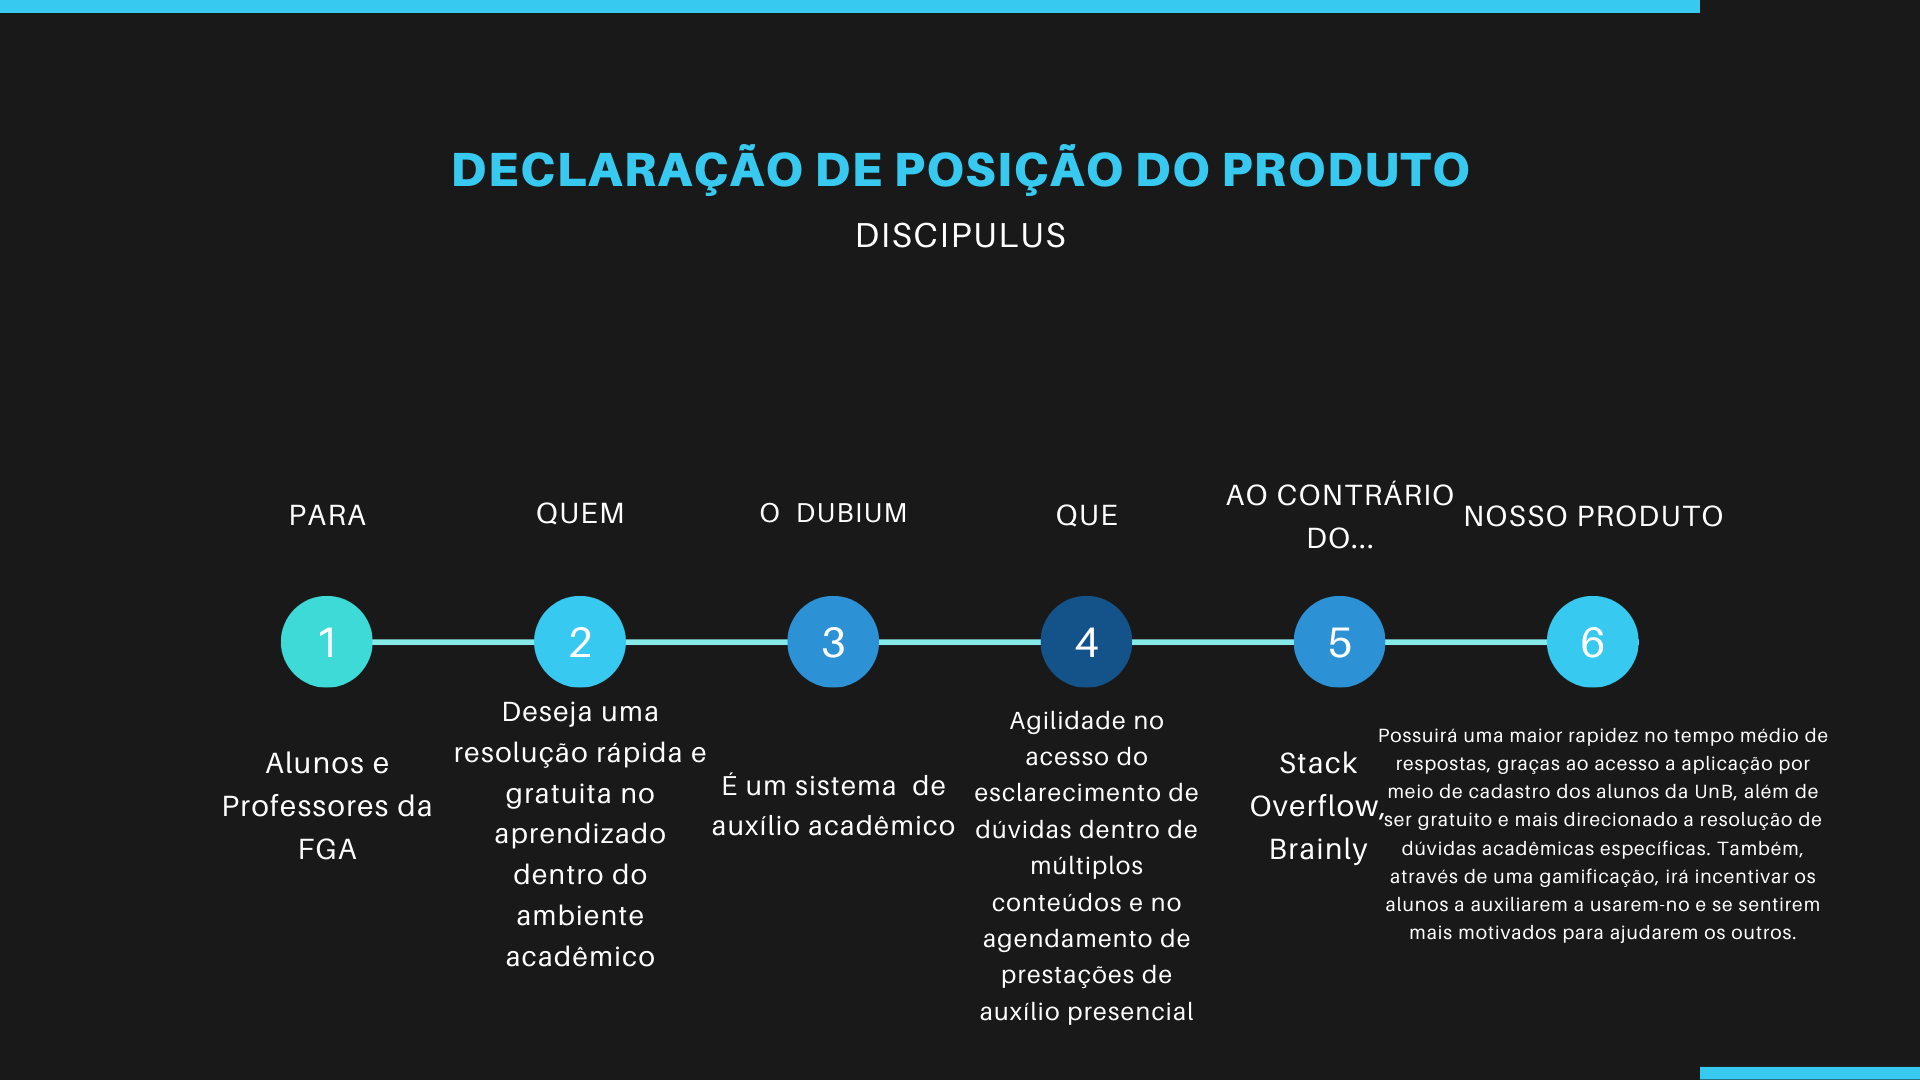 DECLARAÇÃO DE POSIÇÃO DO PRODUTO
DISCIPULUS
PARA
1
Alunos e
Professores da
FGA
QUEM
2
Deseja uma
resolução rápida e
gratuita no
aprendizado
dentro do
ambiente
acadêmico
O  DUBIUM
3
É um sistema  de
auxílio acadêmico
QUE
4
Agilidade no
acesso do
esclarecimento de
dúvidas dentro de
múltiplos
conteúdos e no
agendamento de
prestações de
auxílio presencial
AO CONTRÁRIO
DO...
5
Stack
Overflow,
Brainly
NOSSO PRODUTO
6
Possuirá uma maior rapidez no tempo médio de
respostas, graças ao acesso a aplicação por
meio de cadastro dos alunos da UnB, além de
ser gratuito e mais direcionado a resolução de
dúvidas acadêmicas específicas. Também,
através de uma gamificação, irá incentivar os
alunos a auxiliarem a usarem-no e se sentirem
mais motivados para ajudarem os outros.